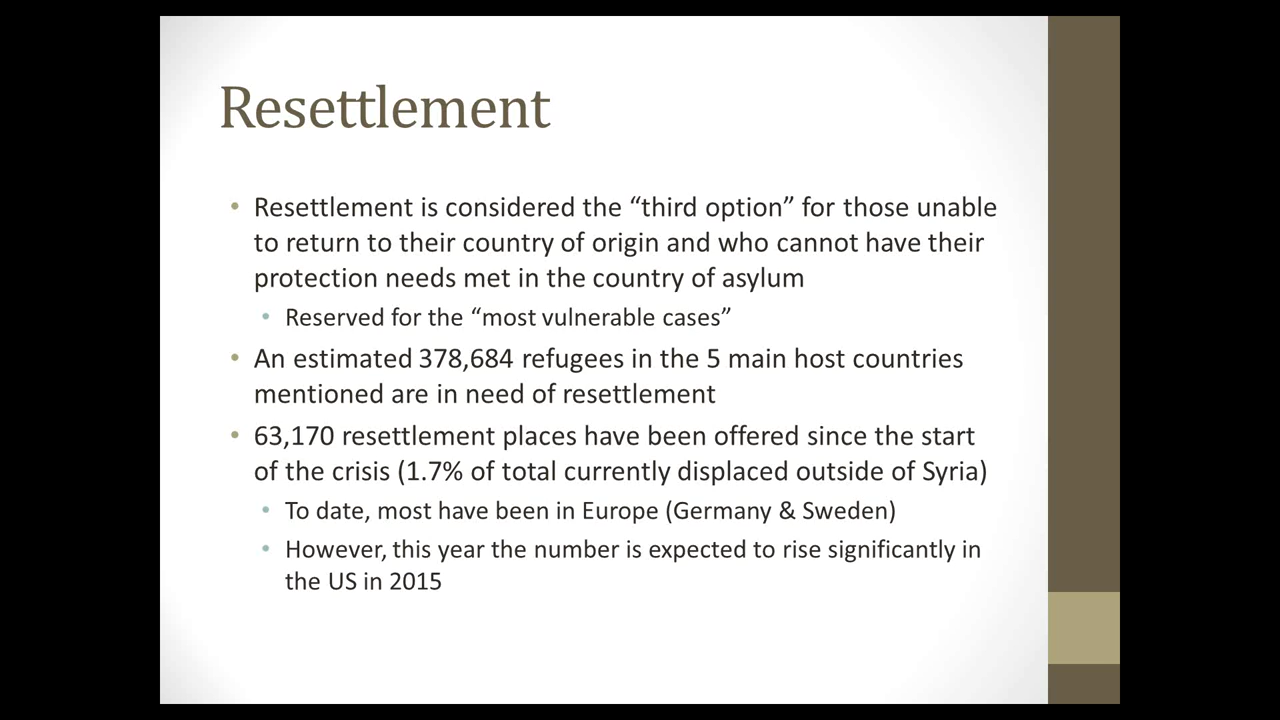 Resettlement
• Resettlement is considered the “third option” for those unable
to return to their country of origin and who cannot have their
protection needs met in the country of asylum
• Reserved for the “most vulnerable cases”
• An estimated 378,684 refugees in the 5 main host countries
mentioned are in need of resettlement
• 63,170 resettlement places have been offered since the start
of the crisis (1.7% of total currently displaced outside of Syria)
• To date, most have been in Europe (Germany & Sweden)
• However, this year the number is expected to rise significantly in
the US in 2015